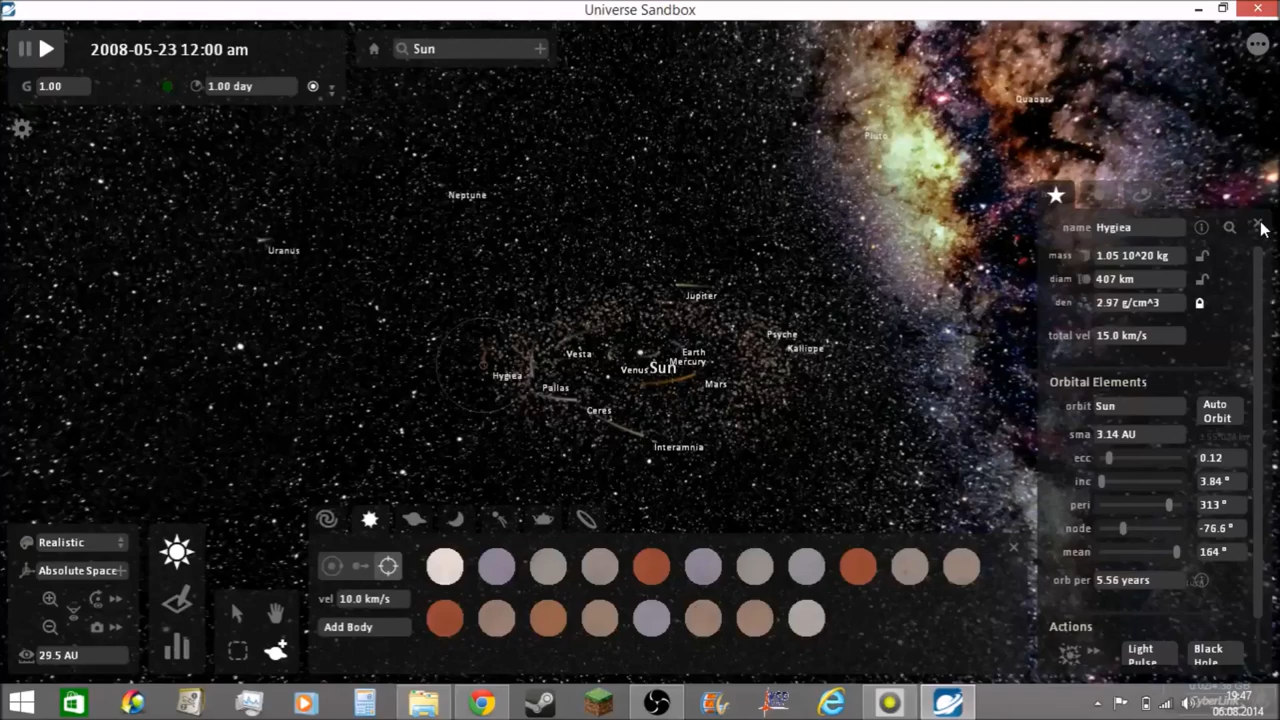 Universe Sandbox
2008-05-23 12:00 am
Sun
G 1.00
1.00 day
Quaoar
Pluto
Neptune
Uranus
Jupiter
Psyche
Kalliope
Vesta
Earth
Mercury
Venus
Sun
Hygiea
Pallas
Mars
Ceres
Interamnia
name Hygiea
mass 1.05 10^20 kg
diam 407 km
den 2.97 g/cm^3
total vel 15.0 km/s
Orbital Elements
orbit Sun
Auto Orbit
sma 3.14 AU
ecc 0.12
inc 3.84 °
peri 313 °
node -76.6 °
mean 164 °
orb per 5.56 years
Actions
Light Pulse
Black Hole
Realistic
Absolute Space
29.5 AU
vel 10.0 km/s
Add Body
19:47
CyberLink
06.08.2014